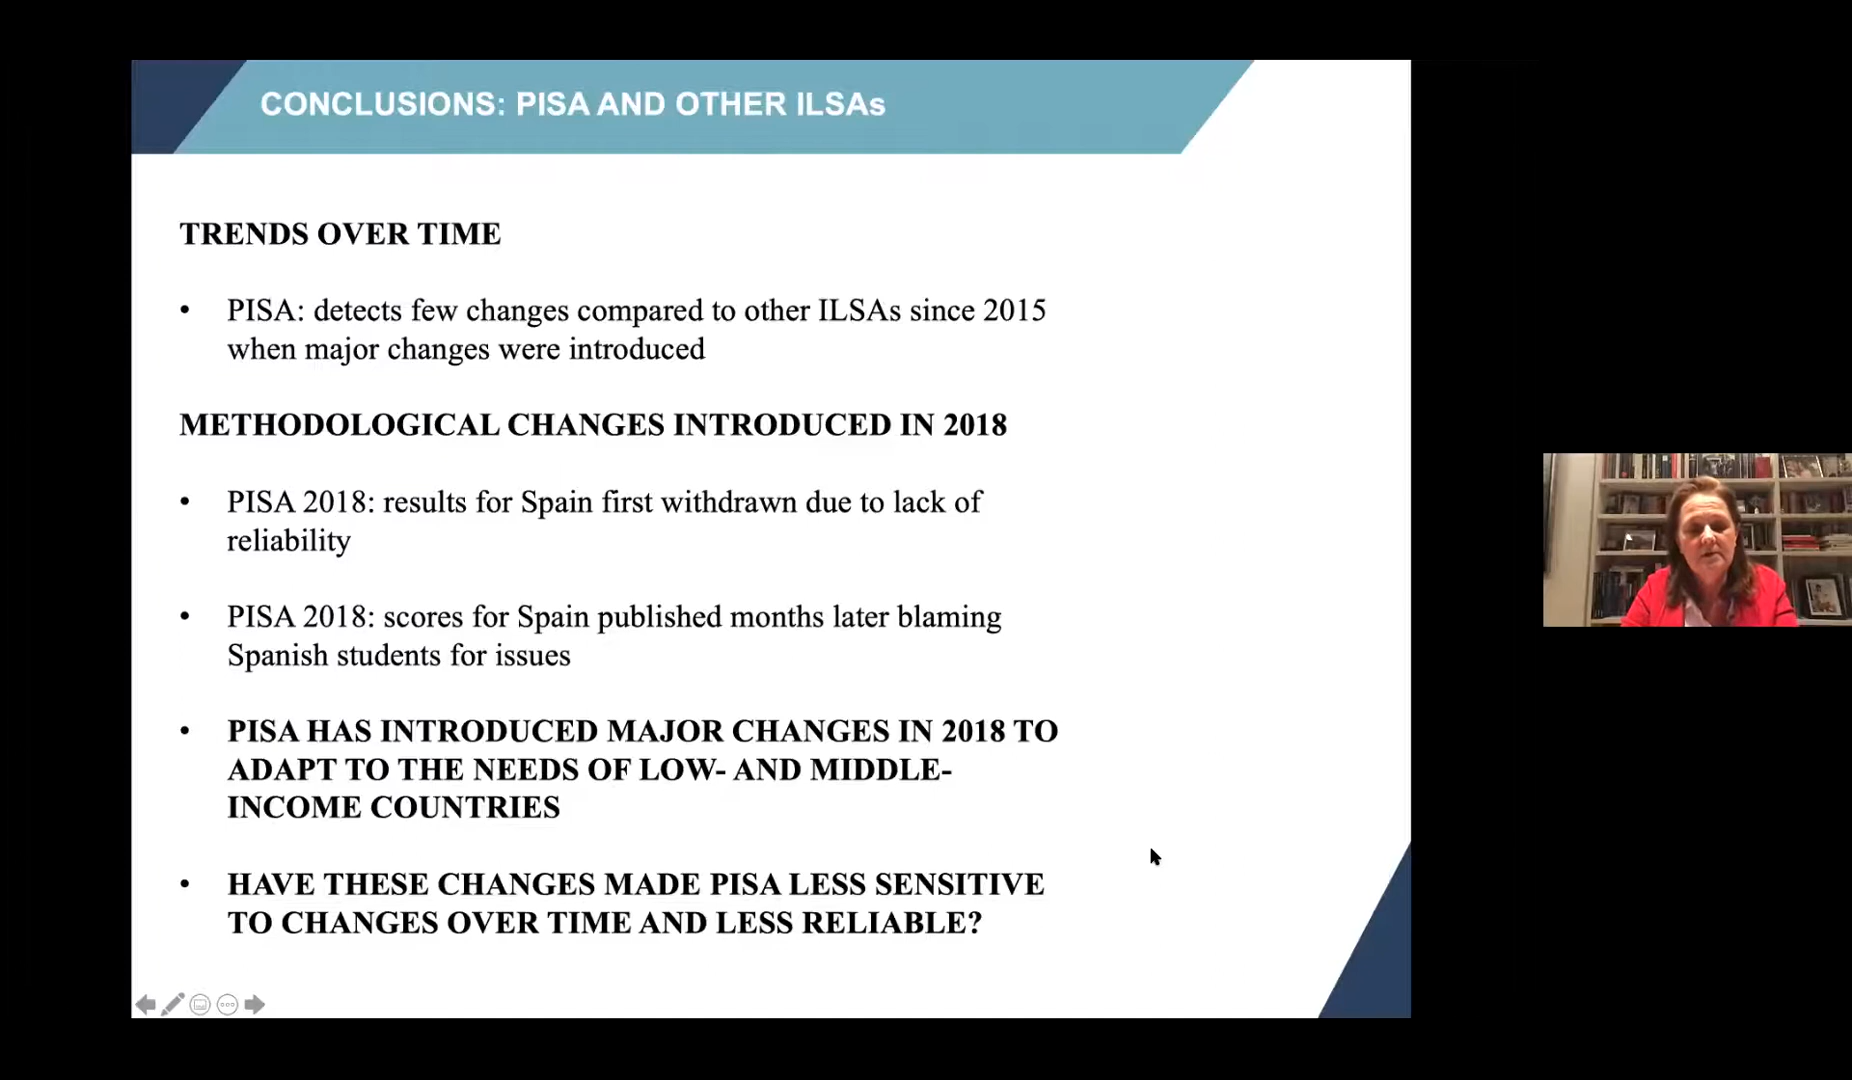 CONCLUSIONS: PISA AND OTHER ILSAs
TRENDS OVER TIME
• PISA: detects few changes compared to other ILSAs since 2015
when major changes were introduced
METHODOLOGICAL CHANGES INTRODUCED IN 2018
• PISA 2018: results for Spain first withdrawn due to lack of
reliability
• PISA 2018: scores for Spain published months later blaming
Spanish students for issues
• PISA HAS INTRODUCED MAJOR CHANGES IN 2018 TO
ADAPT TO THE NEEDS OF LOW- AND MIDDLE-
INCOME COUNTRIES
• HAVE THESE CHANGES MADE PISA LESS SENSITIVE
TO CHANGES OVER TIME AND LESS RELIABLE?